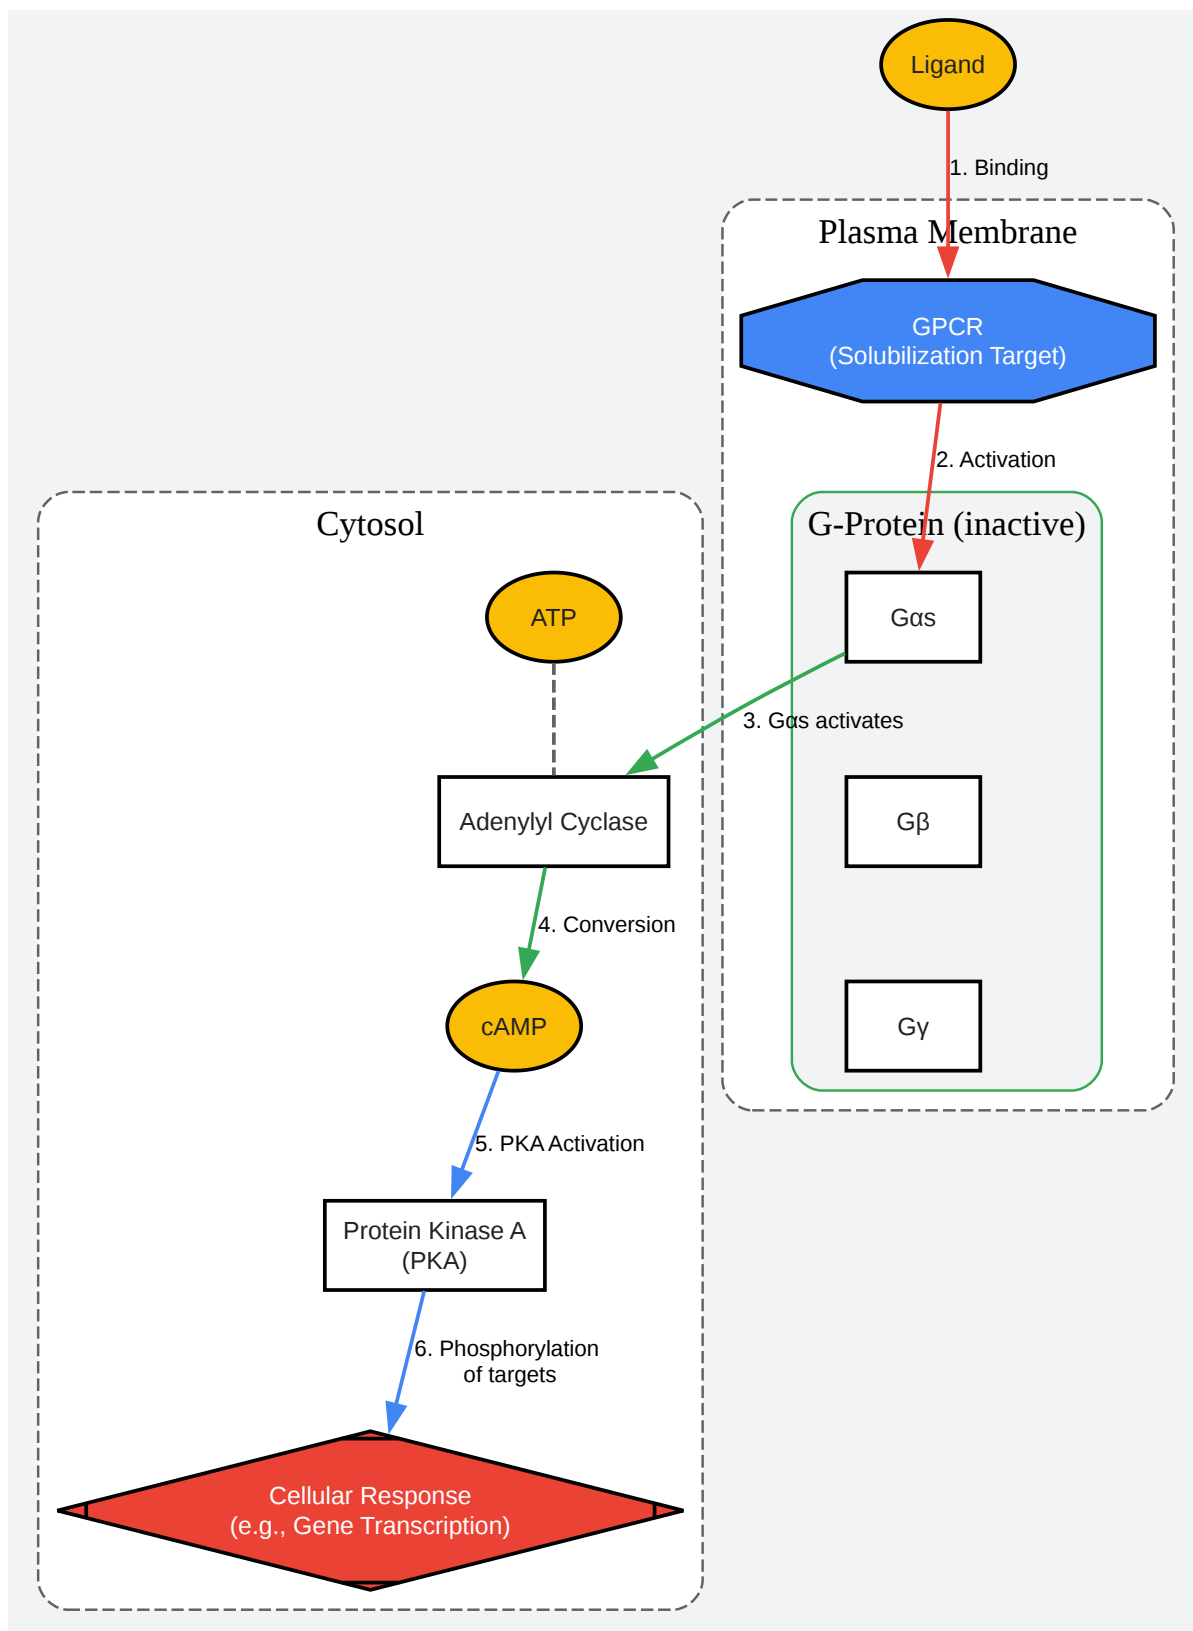 Ligand
1. Binding
Plasma Membrane
GPCR
(Solubilization Target)
2. Activation
G-Protein (inactive)
Gαs
3. Gαs activates
Gβ
Gγ
Cytosol
ATP
Adenylyl Cyclase
4. Conversion
cAMP
5. PKA Activation
Protein Kinase A
(PKA)
6. Phosphorylation
of targets
Cellular Response
(e.g., Gene Transcription)